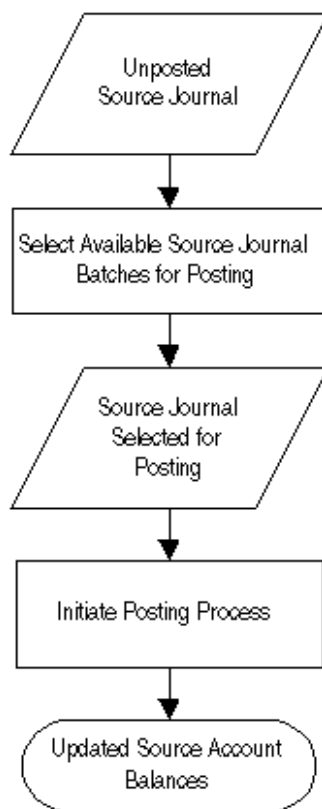 Unposted
Source Journal
Select Available Source Journal
Batches for Posting
Source Journal
Selected for
Posting
Initiate Posting Process
Updated Source Account
Balances